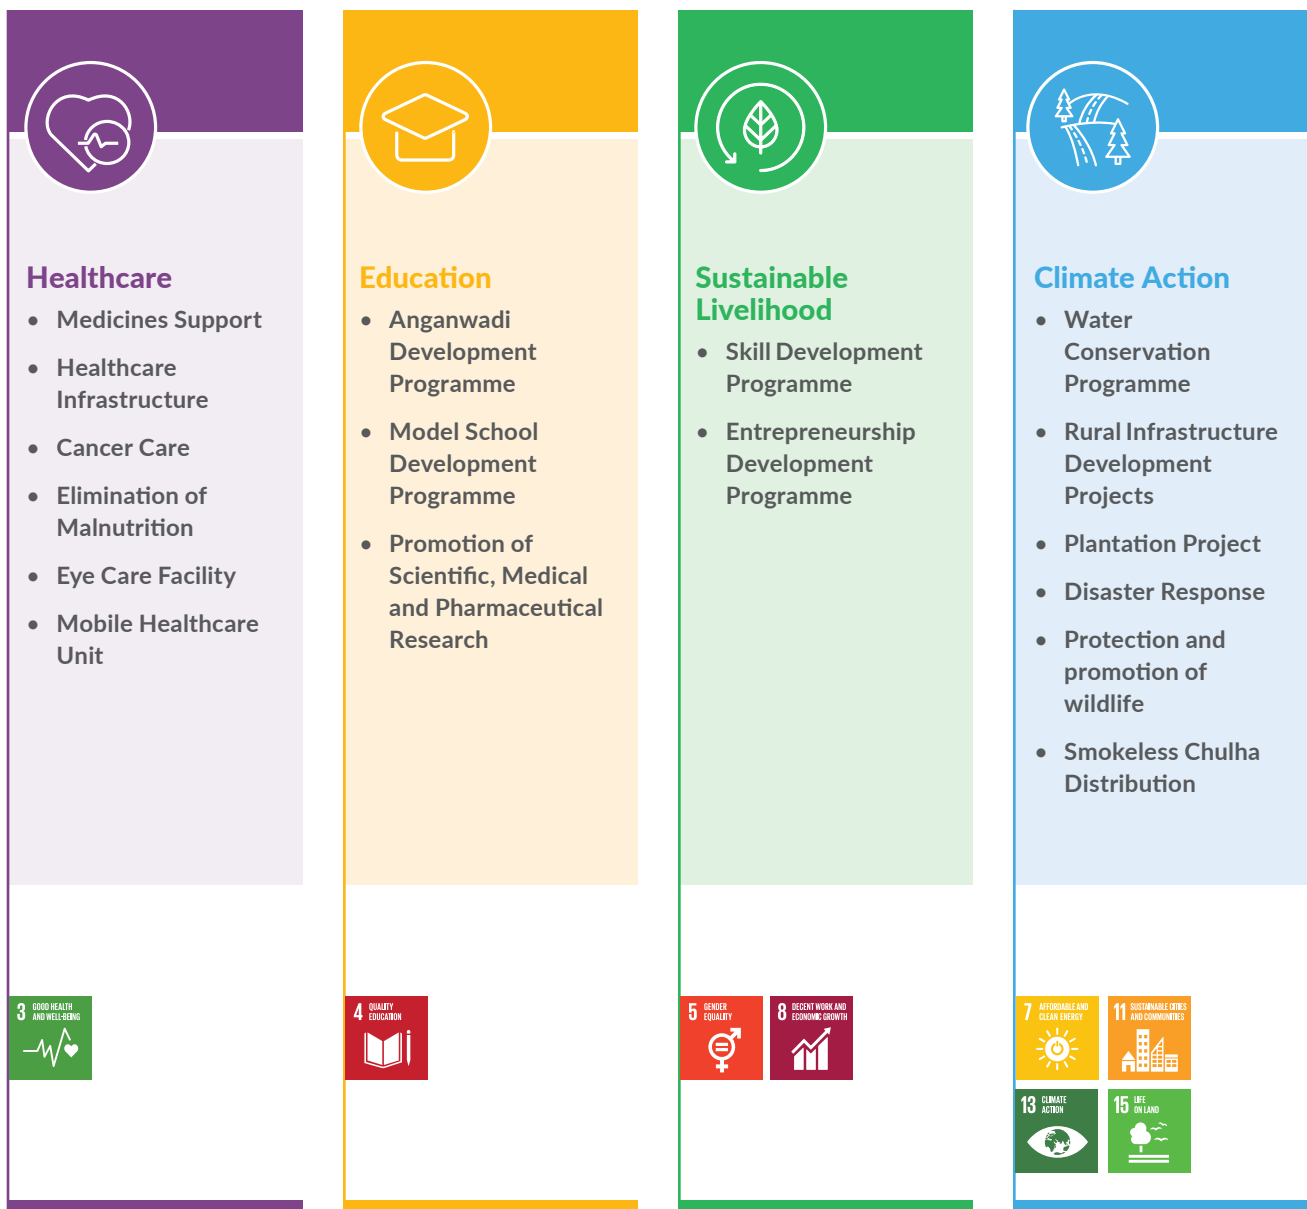 Healthcare
• Medicines Support
• Healthcare
Infrastructure
• Cancer Care
• Elimination of
Malnutrition
• Eye Care Facility
• Mobile Healthcare
Unit
3 GOOD HEALTH
AND WELL-BEING
Education
• Anganwadi
Development
Programme
• Model School
Development
Programme
• Promotion of
Scientific, Medical
and Pharmaceutical
Research
4 QUALITY
EDUCATION
Sustainable
Livelihood
• Skill Development
Programme
• Entrepreneurship
Development
Programme
5 GENDER
EQUALITY
8 DECENT WORK AND
ECONOMIC GROWTH
Climate Action
• Water
Conservation
Programme
• Rural Infrastructure
Development
Projects
• Plantation Project
• Disaster Response
• Protection and
promotion of
wildlife
• Smokeless Chulha
Distribution
7 AFFORDABLE AND
CLEAN ENERGY
11 SUSTAINABLE CITIES
AND COMMUNITIES
13 CLIMATE
ACTION
15 LIFE
ON LAND